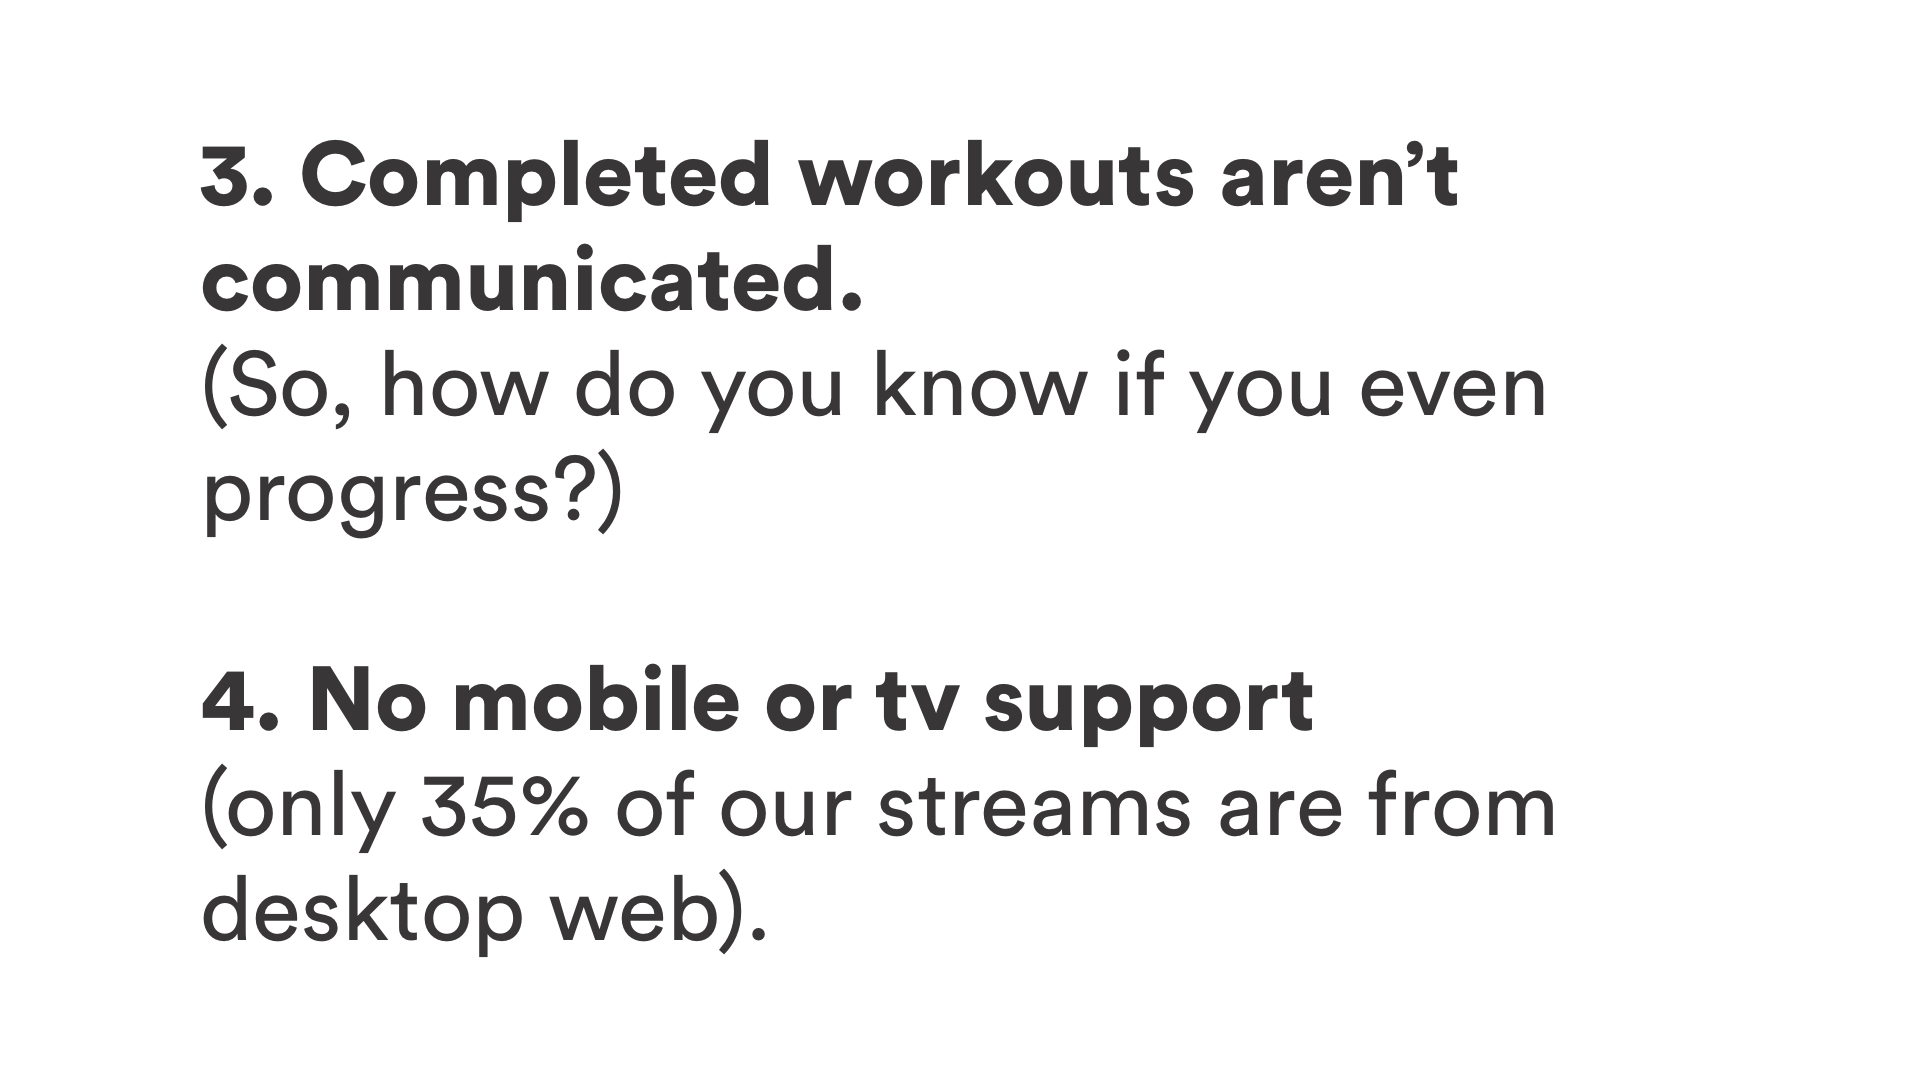 3. Completed workouts aren’t
communicated.
(So, how do you know if you even
progress?)
4. No mobile or tv support
(only 35% of our streams are from
desktop web).